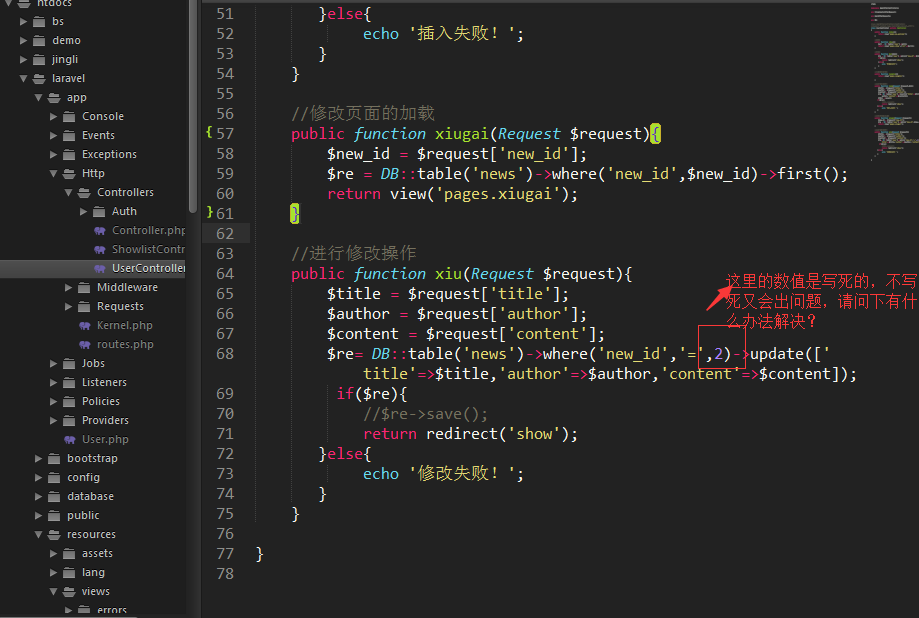 htdocs
bs
demo
jingli
laravel
app
Console
Events
Exceptions
Http
Controllers
Auth
Controller.php
ShowlistContr
UserController
Middleware
Requests
Kernel.php
routes.php
Jobs
Listeners
Policies
Providers
User.php
bootstrap
config
database
public
resources
assets
lang
views
errors
51 }else{
52 echo '插入失败! ';
53 }
54 }
55
56 //修改页面的加载
57 public function xiugai(Request $request){
58 $new_id = $request['new_id'];
59 $re = DB::table('news')->where('new_id',$new_id)->first();
60 return view('pages.xiugai');
61 }
62
63 //进行修改操作
64 public function xiu(Request $request){
65 $title = $request['title'];
66 $author = $request['author'];
67 $content = $request['content'];
68 $re= DB::table('news')->where('new_id','=',2)->update(['
title'=>$title,'author'=>$author,'content'=>$content]);
69 if($re){
70 //$re->save();
71 return redirect('show');
72 }else{
73 echo '修改失败! ';
74 }
75 }
76
77 }
78
这里的数值是写死的，不写
死又会出问题，请问下有什
么办法解决？